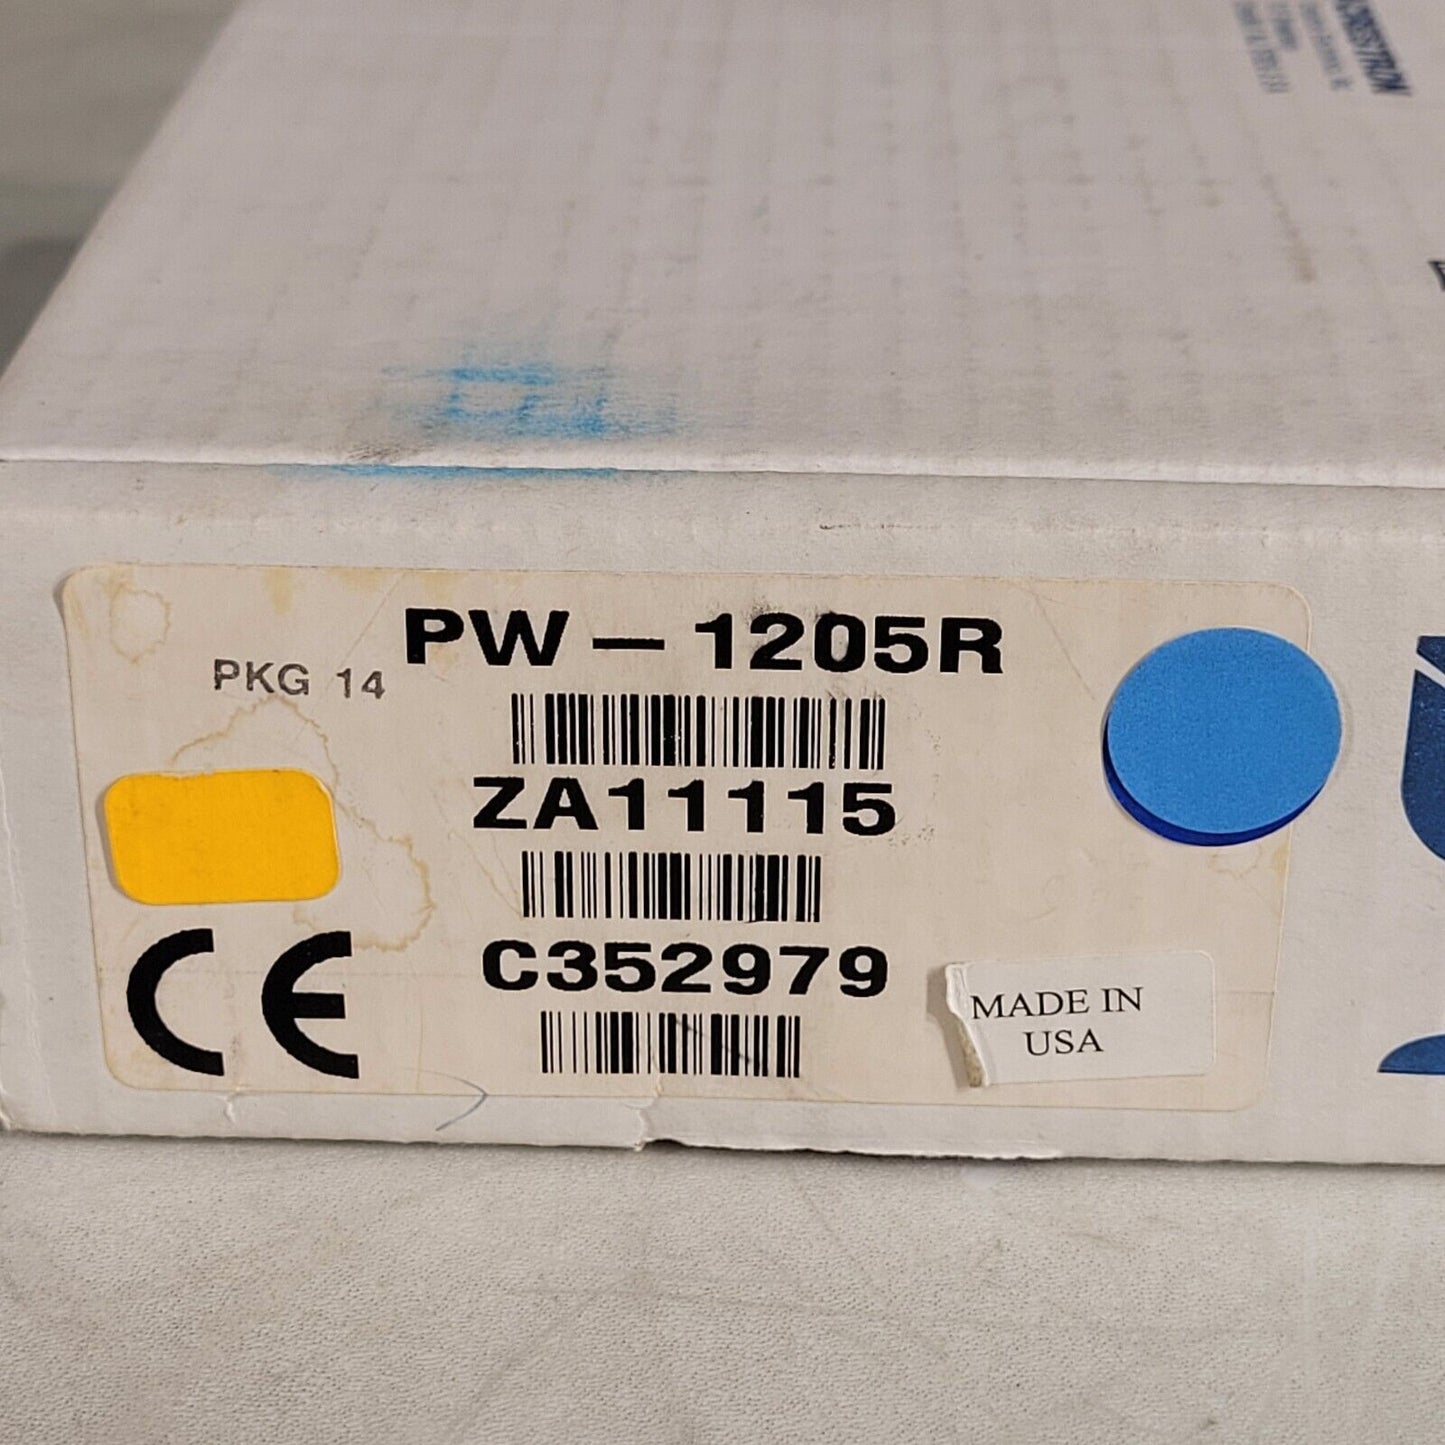 PW-1205R
PKG 14
ZA11115
C352979
CE
MADE IN
USA